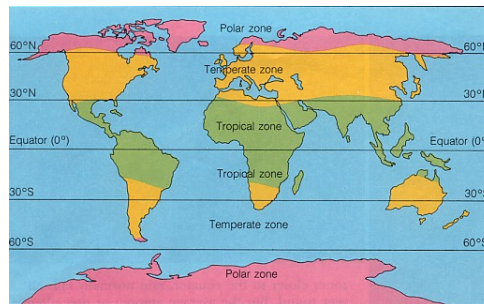 Polar zone
60°N
60°N
Temperate zone
30°N
30°N
Tropical zone
Equator (0°)
Equator (0°)
Tropical zone
30°S
30°S
Temperate zone
60°S
60°S
Polar zone